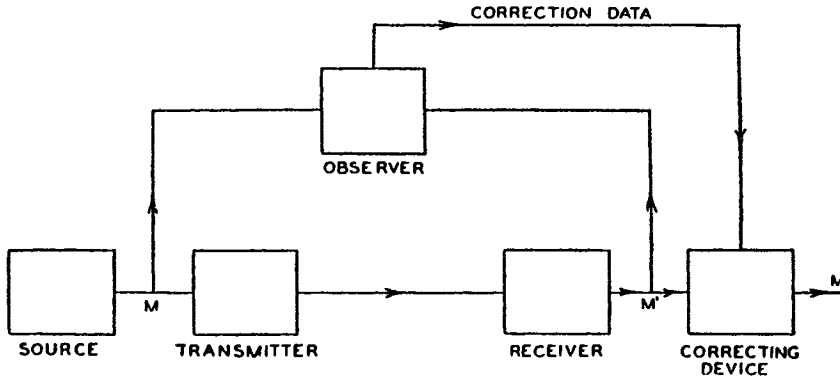 CORRECTION DATA
OBSERVER
M
M'
M
SOURCE
TRANSMITTER
RECEIVER
CORRECTING
DEVICE